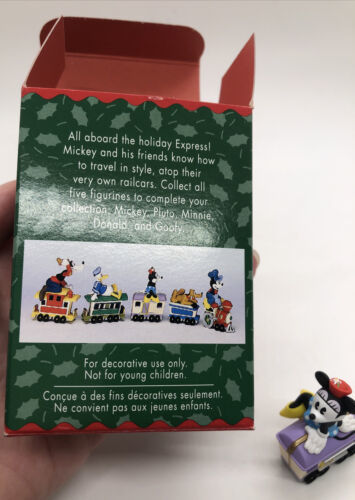 All aboard the holiday Express!
Mickey and his friends know how
to travel in style, atop their
very own railcars. Collect all
five figurines to complete your
collection: Mickey, Pluto, Minnie,
Donald, and Goofy.
For decorative use only.
Not for young children.
Conçue à des fins décoratives seulement.
Ne convient pas aux jeunes enfants.